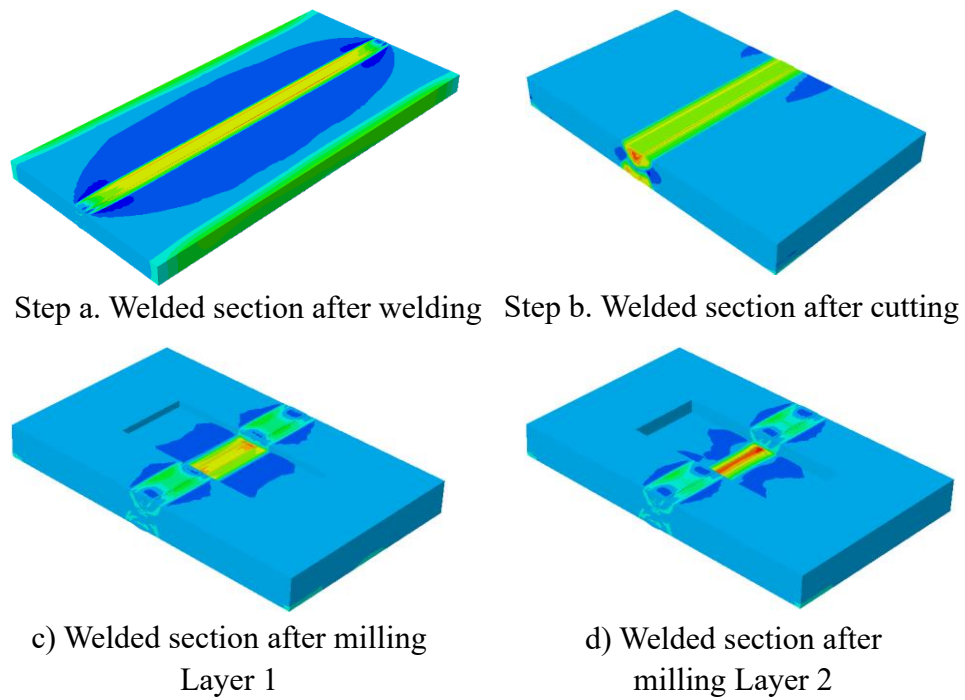 Step a. Welded section after welding
Step b. Welded section after cutting
c) Welded section after milling
Layer 1
d) Welded section after
milling Layer 2